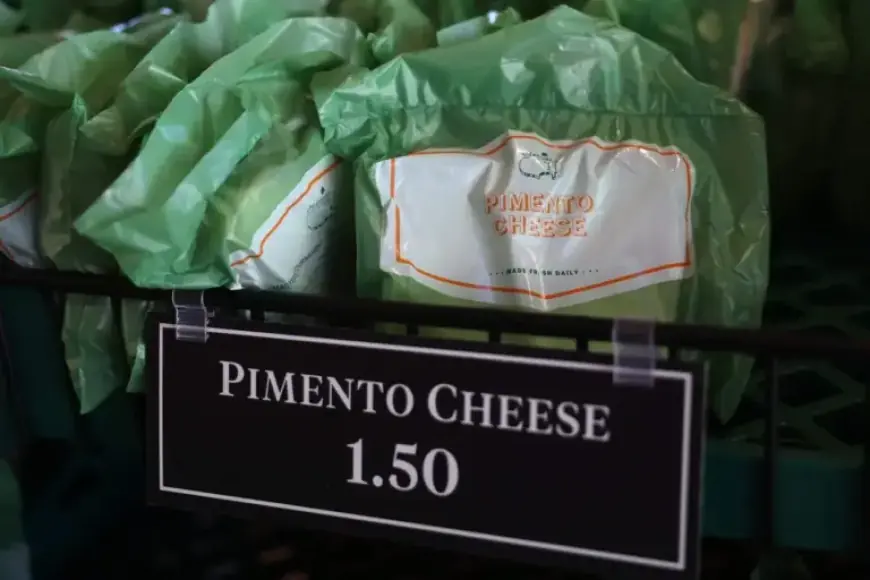 PIMENTO
CHEESE
···MADE FRESH DAILY···
PIMENTO CHEESE
1.50